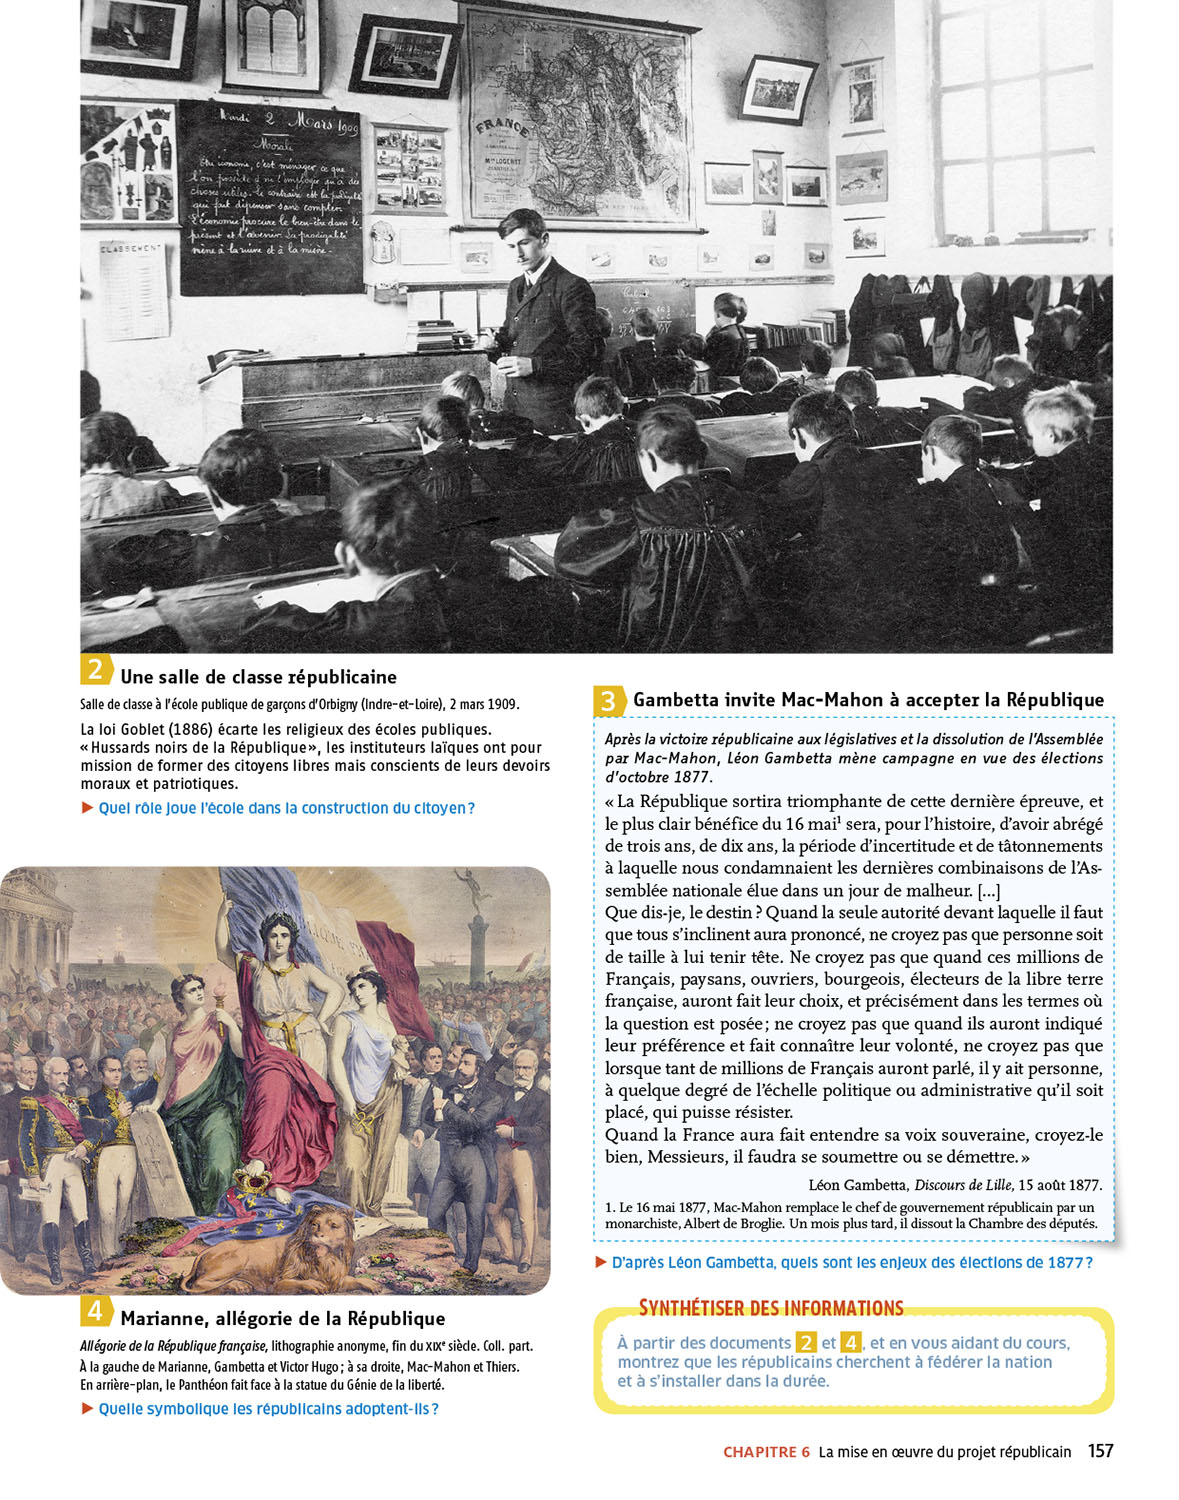 Mardi 2 Mars 1909
Morale
Etre économe, c'est ménager ce que
l'on possède & ne l'employer qu'à des
choses utiles. le contraire est la prodigalité
qui fait dépenser sans compter.
L'économie procure le bien-être dans le
présent et l'avenir. La prodigalité
mène à la ruine et à la misère.
CLASSEMENT
FRANCE
2 Une salle de classe républicaine
Salle de classe à l'école publique de garçons d'Orbigny (Indre-et-Loire), 2 mars 1909.
La loi Goblet (1886) écarte les religieux des écoles publiques.
« Hussards noirs de la République », les instituteurs laïques ont pour
mission de former des citoyens libres mais conscients de leurs devoirs
moraux et patriotiques.
▶ Quel rôle joue l'école dans la construction du citoyen ?
4 Marianne, allégorie de la République
Allégorie de la République française, lithographie anonyme, fin du XIXe siècle. Coll. part.
À la gauche de Marianne, Gambetta et Victor Hugo ; à sa droite, Mac-Mahon et Thiers.
En arrière-plan, le Panthéon fait face à la statue du Génie de la liberté.
▶ Quelle symbolique les républicains adoptent-ils ?
3 Gambetta invite Mac-Mahon à accepter la République
Après la victoire républicaine aux législatives et la dissolution de l'Assemblée
par Mac-Mahon, Léon Gambetta mène campagne en vue des élections
d'octobre 1877.
« La République sortira triomphante de cette dernière épreuve, et
le plus clair bénéfice du 16 mai¹ sera, pour l'histoire, d'avoir abrégé
de trois ans, de dix ans, la période d'incertitude et de tâtonnements
à laquelle nous condamnaient les dernières combinaisons de l'As-
semblée nationale élue dans un jour de malheur. [...]
Que dis-je, le destin ? Quand la seule autorité devant laquelle il faut
que tous s'inclinent aura prononcé, ne croyez pas que personne soit
de taille à lui tenir tête. Ne croyez pas que quand ces millions de
Français, paysans, ouvriers, bourgeois, électeurs de la libre terre
française, auront fait leur choix, et précisément dans les termes où
la question est posée ; ne croyez pas que quand ils auront indiqué
leur préférence et fait connaître leur volonté, ne croyez pas que
lorsque tant de millions de Français auront parlé, il y ait personne,
à quelque degré de l'échelle politique ou administrative qu'il soit
placé, qui puisse résister.
Quand la France aura fait entendre sa voix souveraine, croyez-le
bien, Messieurs, il faudra se soumettre ou se démettre. »
Léon Gambetta, Discours de Lille, 15 août 1877.
1. Le 16 mai 1877, Mac-Mahon remplace le chef de gouvernement républicain par un
monarchiste, Albert de Broglie. Un mois plus tard, il dissout la Chambre des députés.
▶ D'après Léon Gambetta, quels sont les enjeux des élections de 1877 ?
SYNTHÉTISER DES INFORMATIONS
À partir des documents 2 et 4, et en vous aidant du cours,
montrez que les républicains cherchent à fédérer la nation
et à s'installer dans la durée.
CHAPITRE 6 La mise en œuvre du projet républicain 157